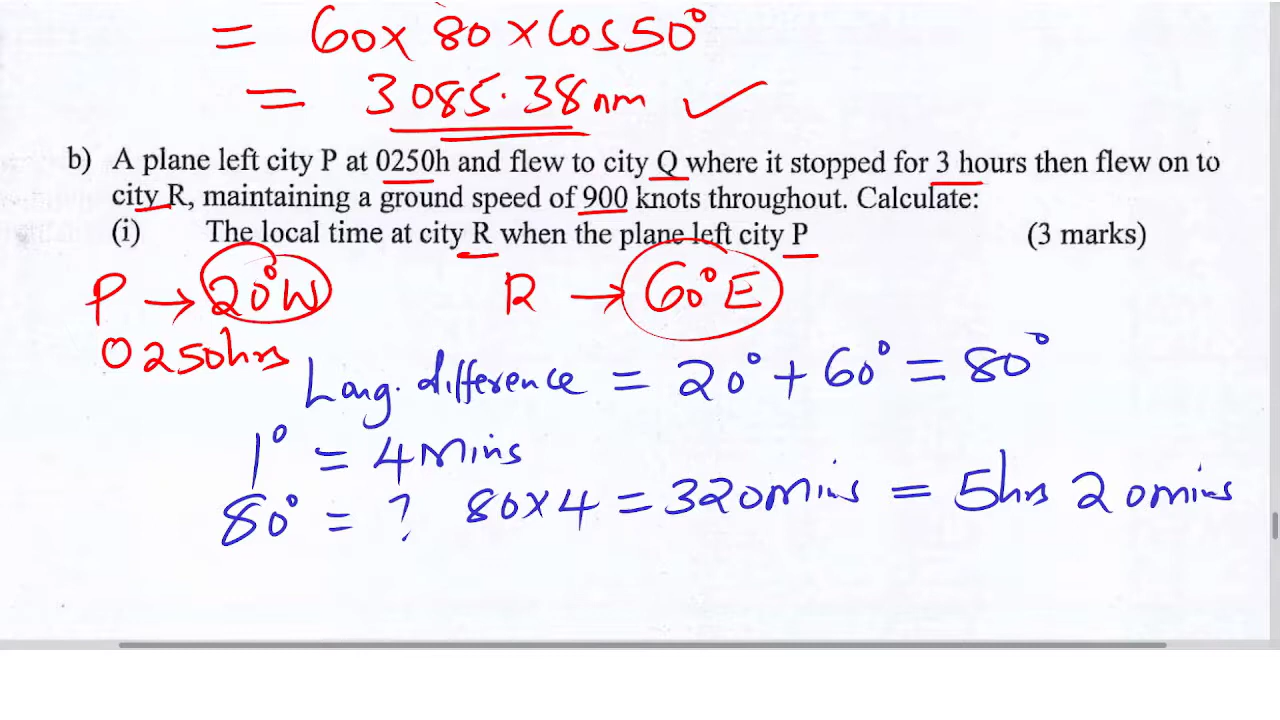 = 60 x 80 x Cos 50°
= 3085.38 nm ✓
b) A plane left city P at 0250h and flew to city Q where it stopped for 3 hours then flew on to
city R, maintaining a ground speed of 900 knots throughout. Calculate:
(i) The local time at city R when the plane left city P (3 marks)
P → 20°W R → 60°E
0250hrs
Long. difference = 20° + 60° = 80°
1° = 4 Mins
80° = ? 80 x 4 = 320 mins = 5hrs 20 mins